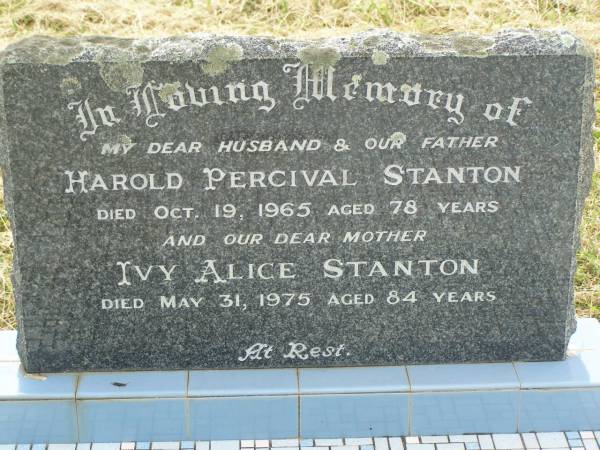 In Loving Memory of
MY DEAR HUSBAND & OUR FATHER
HAROLD PERCIVAL STANTON
DIED OCT. 19, 1965 AGED 78 YEARS
AND OUR DEAR MOTHER
IVY ALICE STANTON
DIED MAY 31, 1975 AGED 84 YEARS
At Rest.